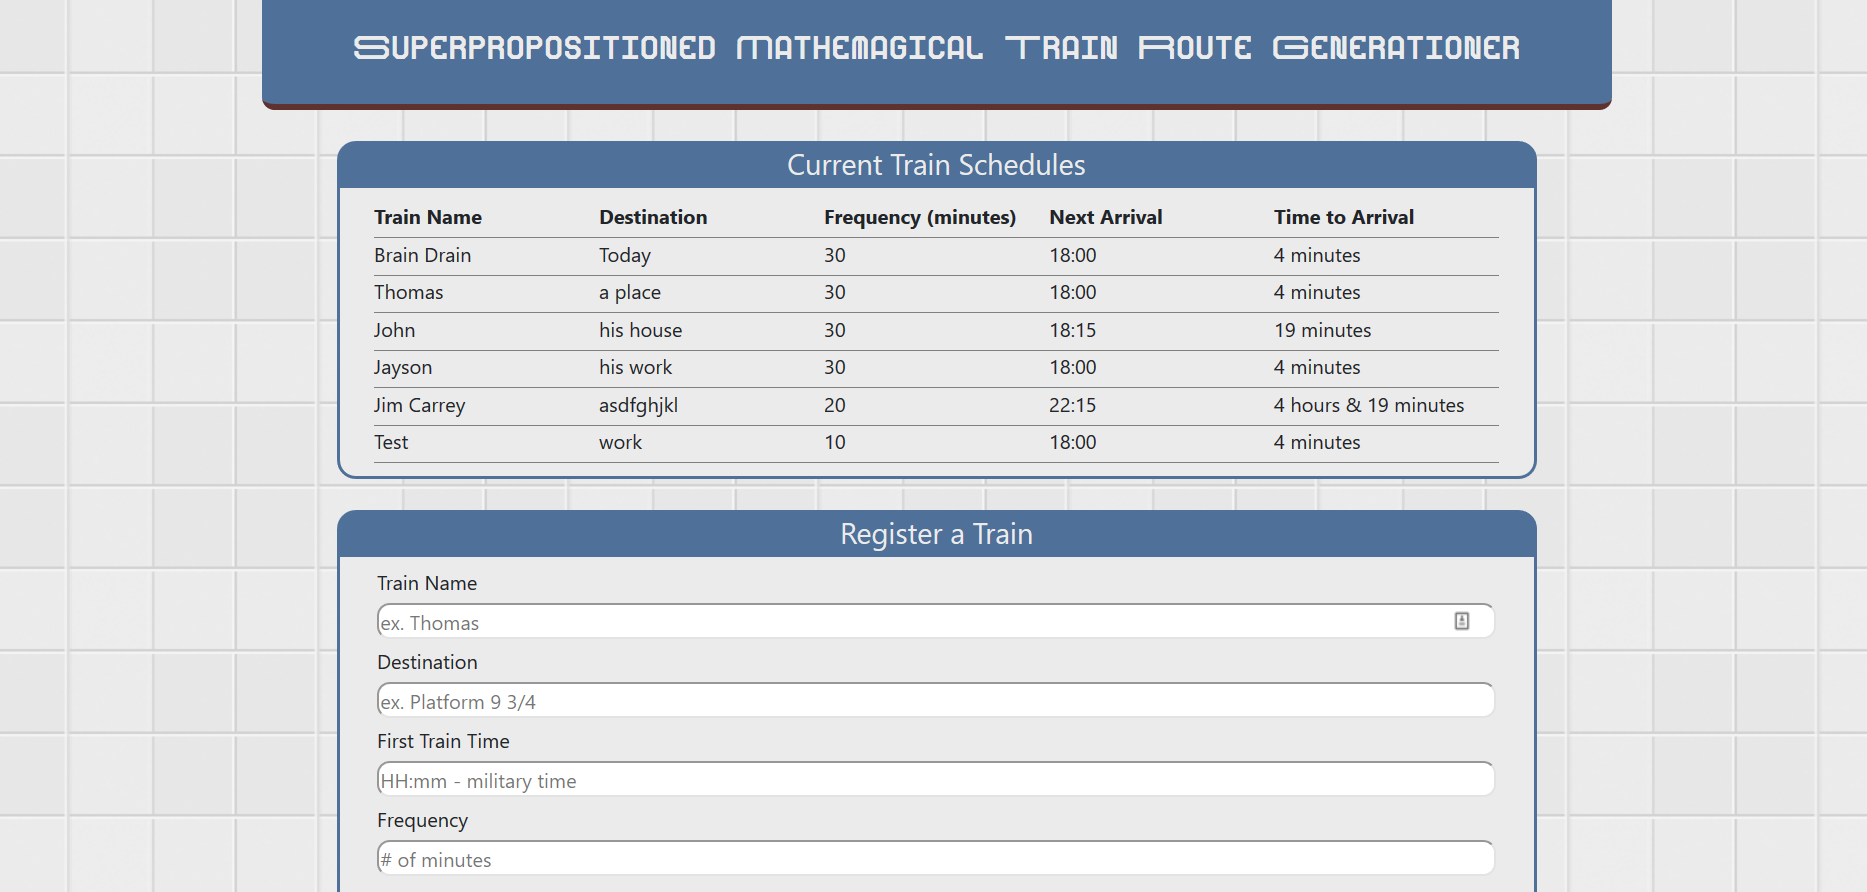 Superpropositioned Mathemagical Train Route Generationer
Current Train Schedules
Train Name Destination Frequency (minutes) Next Arrival Time to Arrival
Brain Drain Today 30 18:00 4 minutes
Thomas a place 30 18:00 4 minutes
John his house 30 18:15 19 minutes
Jayson his work 30 18:00 4 minutes
Jim Carrey asdfghjkl 20 22:15 4 hours & 19 minutes
Test work 10 18:00 4 minutes
Register a Train
Train Name
ex. Thomas
Destination
ex. Platform 9 3/4
First Train Time
HH:mm - military time
Frequency
# of minutes